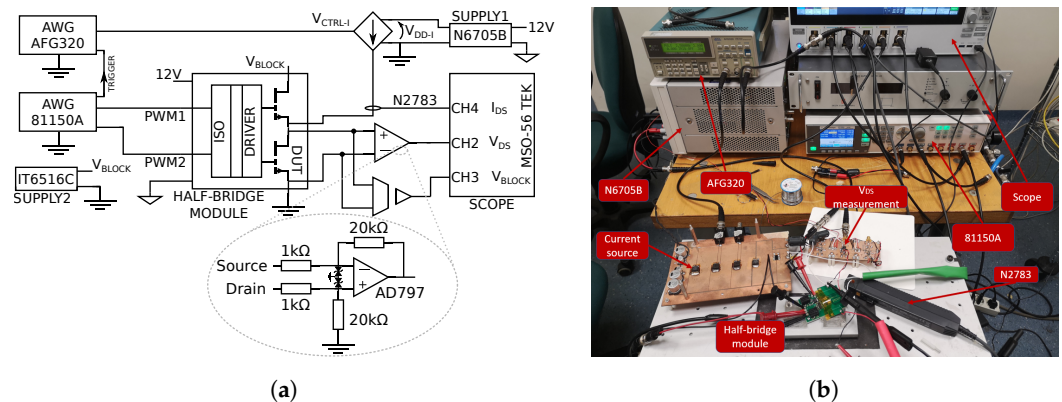 AWG
AFG320
TRIGGER
AWG
81150A
12V
PWM1
PWM2
V_BLOCK
IT6516C
SUPPLY2
V_BLOCK
ISO
DRIVER
DUT
HALF-BRIDGE
MODULE
V_CTRL-I
V_DD-I
SUPPLY1
N6705B
12V
N2783
CH4 I_DS
CH2 V_DS
CH3 V_BLOCK
MSO-56 TEK
SCOPE
+
−
20kΩ
1kΩ
Source
Drain
1kΩ
−
+
AD797
20kΩ
(a)
N6705B
AFG320
V_DS
measurement
Scope
81150A
Current
source
N2783
Half-bridge
module
(b)